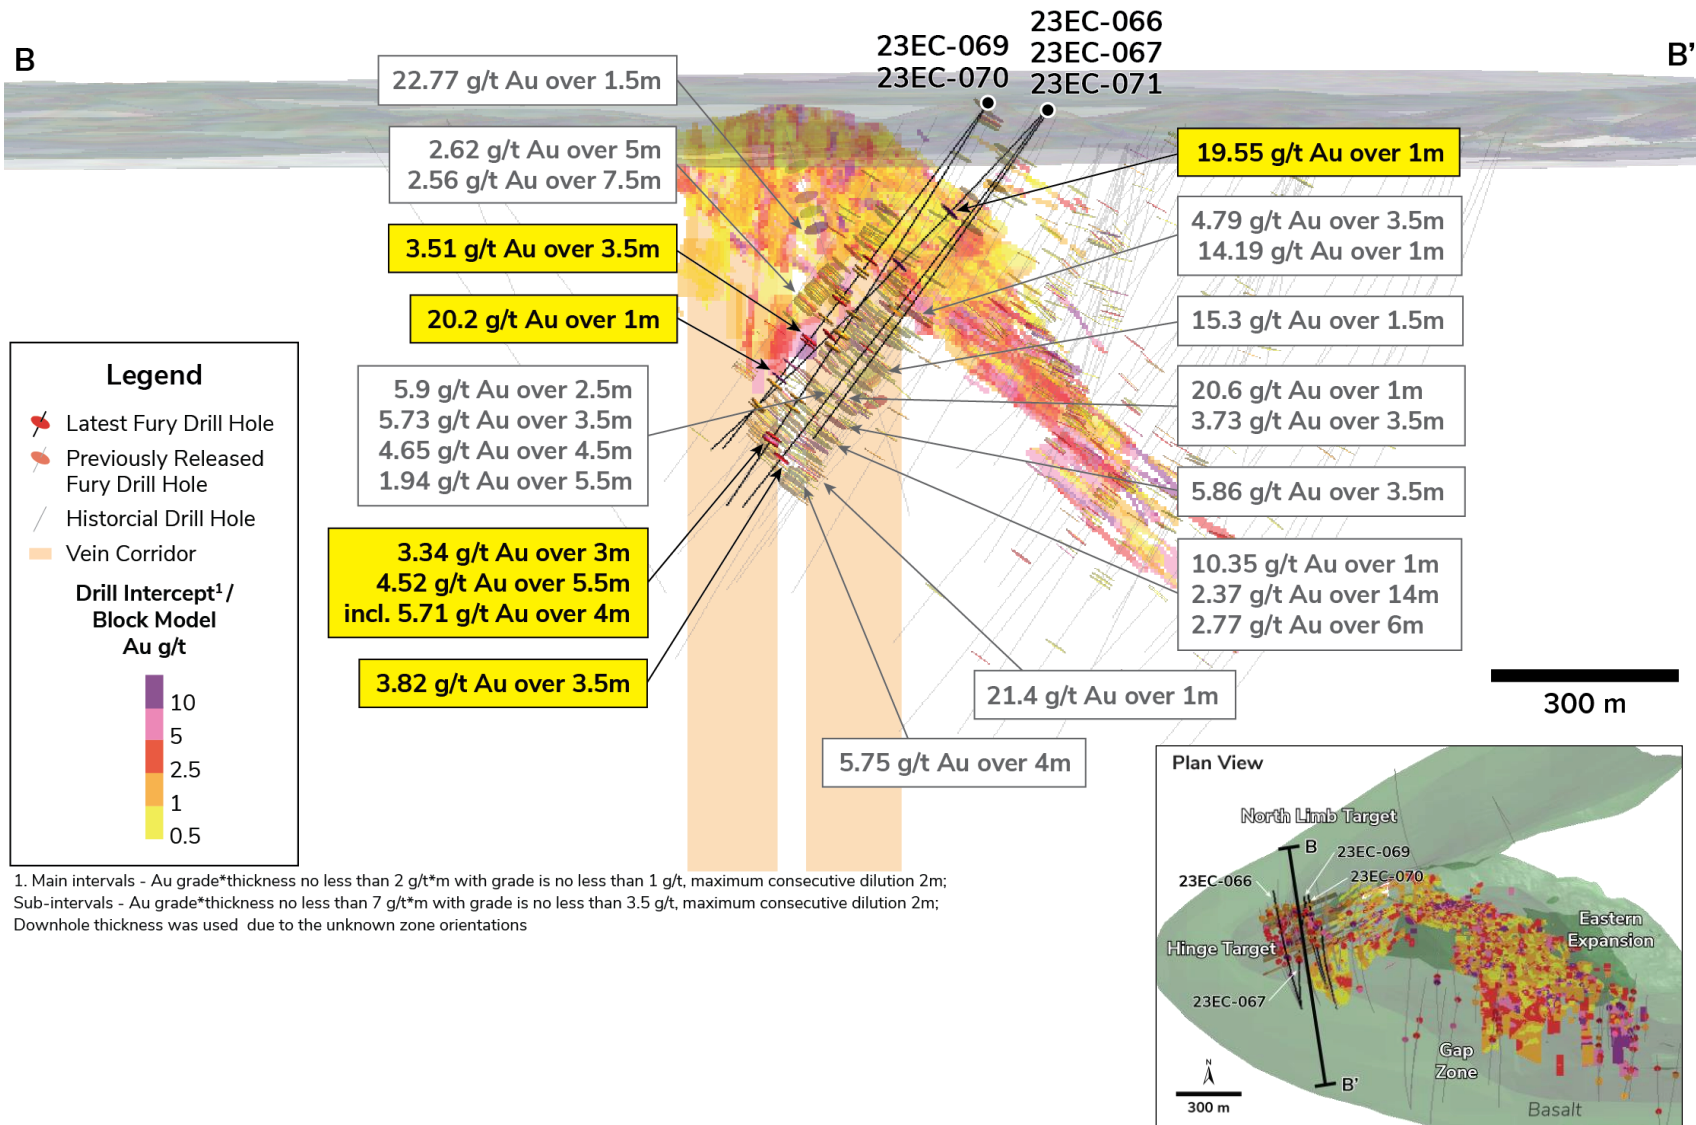 B
B’
23EC-069
23EC-070
23EC-066
23EC-067
23EC-071
22.77 g/t Au over 1.5m
2.62 g/t Au over 5m
2.56 g/t Au over 7.5m
3.51 g/t Au over 3.5m
20.2 g/t Au over 1m
5.9 g/t Au over 2.5m
5.73 g/t Au over 3.5m
4.65 g/t Au over 4.5m
1.94 g/t Au over 5.5m
3.34 g/t Au over 3m
4.52 g/t Au over 5.5m
incl. 5.71 g/t Au over 4m
3.82 g/t Au over 3.5m
19.55 g/t Au over 1m
4.79 g/t Au over 3.5m
14.19 g/t Au over 1m
15.3 g/t Au over 1.5m
20.6 g/t Au over 1m
3.73 g/t Au over 3.5m
5.86 g/t Au over 3.5m
10.35 g/t Au over 1m
2.37 g/t Au over 14m
2.77 g/t Au over 6m
21.4 g/t Au over 1m
5.75 g/t Au over 4m
300 m
Legend
Latest Fury Drill Hole
Previously Released
Fury Drill Hole
Historcial Drill Hole
Vein Corridor
Drill Intercept¹/
Block Model
Au g/t
10
5
2.5
1
0.5
1. Main intervals - Au grade*thickness no less than 2 g/t*m with grade is no less than 1 g/t, maximum consecutive dilution 2m;
Sub-intervals - Au grade*thickness no less than 7 g/t*m with grade is no less than 3.5 g/t, maximum consecutive dilution 2m;
Downhole thickness was used due to the unknown zone orientations
Plan View
North Limb Target
B
23EC-069
23EC-070
23EC-066
Eastern
Expansion
Hinge Target
23EC-067
Gap
Zone
N
300 m
B’
Basalt